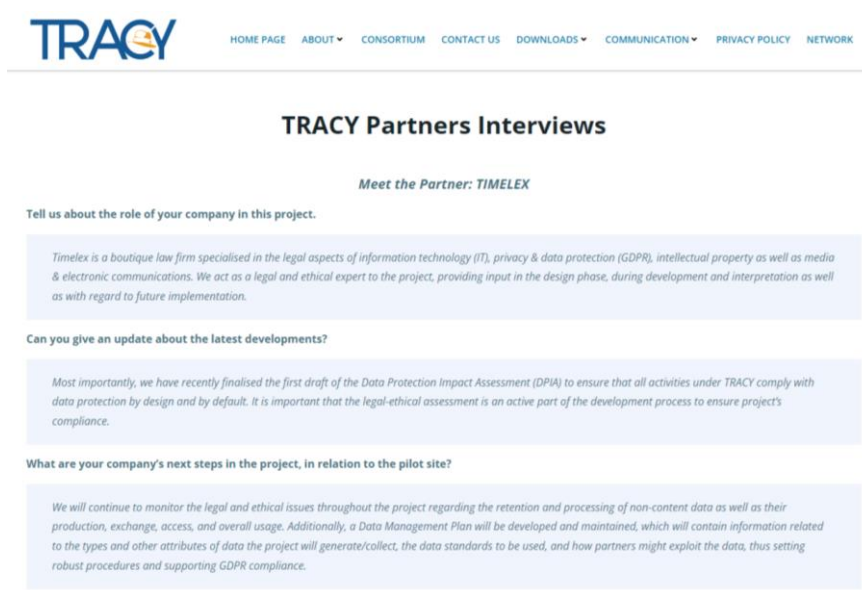 TRACY
HOME PAGE ABOUT CONSORTIUM CONTACT US DOWNLOADS COMMUNICATION PRIVACY POLICY NETWORK
TRACY Partners Interviews
Meet the Partner: TIMELEX
Tell us about the role of your company in this project.
Timelex is a boutique law firm specialised in the legal aspects of information technology (IT), privacy & data protection (GDPR), intellectual property as well as media
& electronic communications. We act as a legal and ethical expert to the project, providing input in the design phase, during development and interpretation as well
as with regard to future implementation.
Can you give an update about the latest developments?
Most importantly, we have recently finalised the first draft of the Data Protection Impact Assessment (DPIA) to ensure that all activities under TRACY comply with
data protection by design and by default. It is important that the legal-ethical assessment is an active part of the development process to ensure project's
compliance.
What are your company's next steps in the project, in relation to the pilot site?
We will continue to monitor the legal and ethical issues throughout the project regarding the retention and processing of non-content data as well as their
production, exchange, access, and overall usage. Additionally, a Data Management Plan will be developed and maintained, which will contain information related
to the types and other attributes of data the project will generate/collect, the data standards to be used, and how partners might exploit the data, thus setting
robust procedures and supporting GDPR compliance.